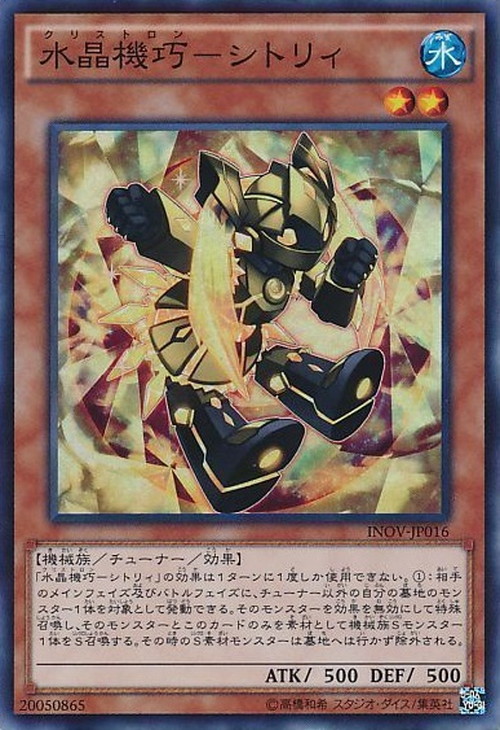 クリストロン
水晶機巧－シトリィ
みず
水
INOV-JP016
【機械族／チューナー／効果】
「水晶機巧－シトリィ」の効果は１ターンに１度しか使用できない。①：相手
のメインフェイズ及びバトルフェイズに、チューナー以外の自分の墓地のモン
スター１体を対象として発動できる。そのモンスターを効果を無効にして特殊
召喚し、そのモンスターとこのカードのみを素材として機械族Ｓモンスター
１体をＳ召喚する。その時のＳ素材モンスターは墓地へは行かず除外される。
ATK/ 500 DEF/ 500
20050865
©高橋和希 スタジオ・ダイス/集英社